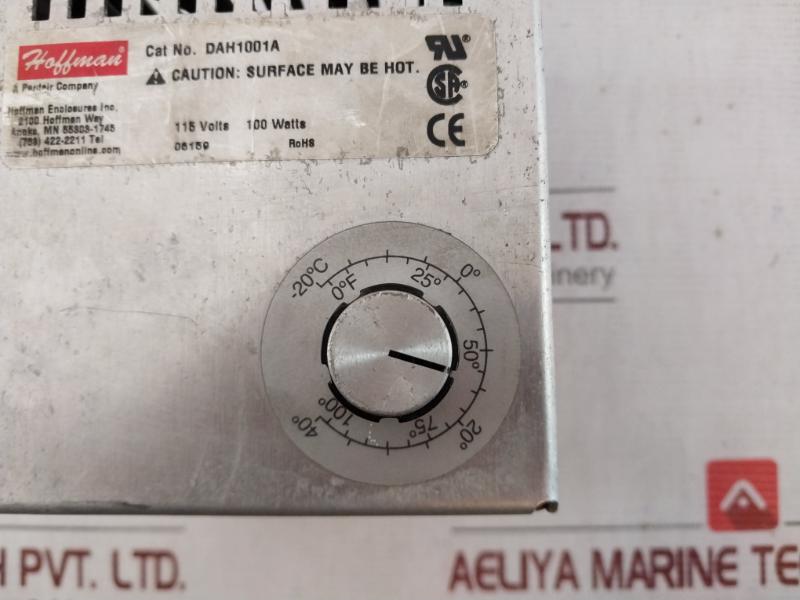 Hoffman
A Pentair Company
Cat No. DAH1001A
CAUTION: SURFACE MAY BE HOT.
Hoffman Enclosures Inc.
2100 Hoffman Way
Anoka, MN 55303-1745
(763) 422-2211 Tel
www.hoffmanonline.com
115 Volts 100 Watts
06159 RoHS
CE
-20°C
0°F
25°
0°
50°
20°
75°
100°
40°
LTD.
H PVT. LTD.
AELIYA MARINE TE